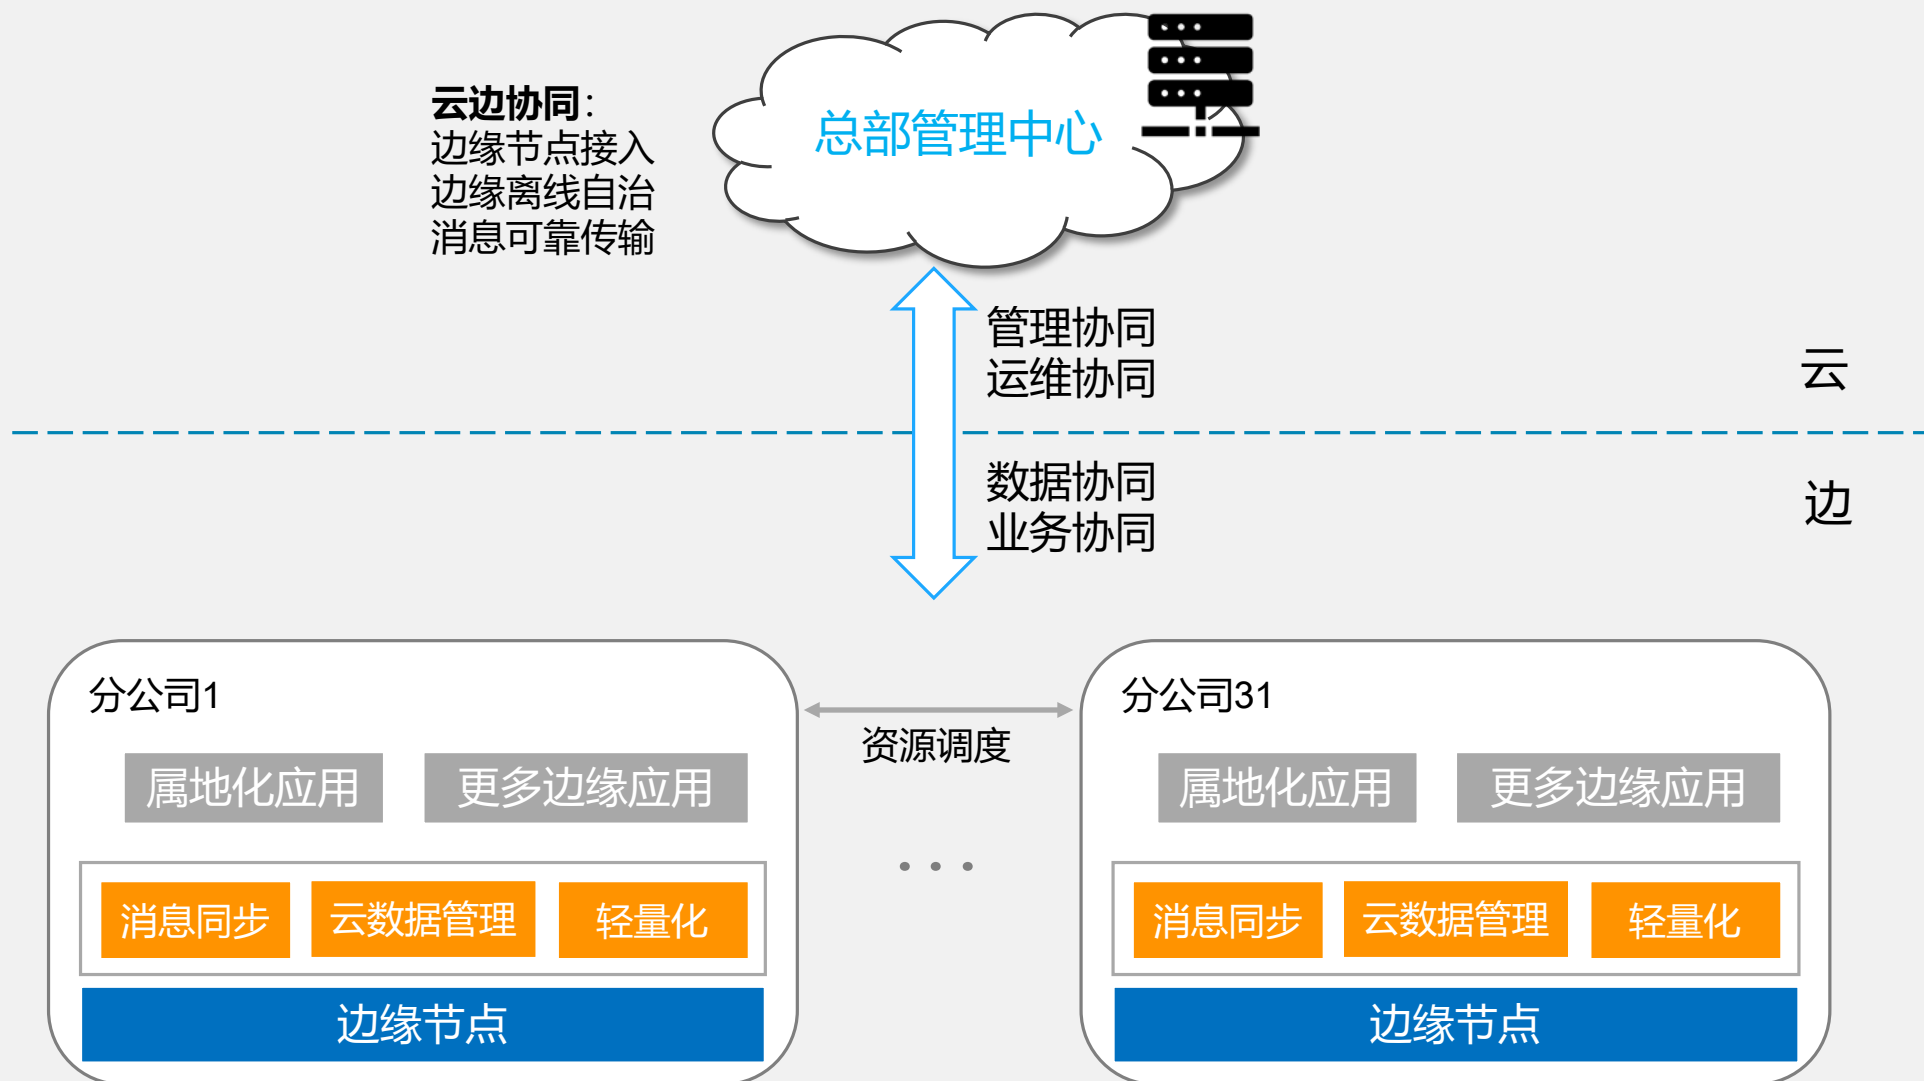 云边协同：
边缘节点接入
边缘离线自治
消息可靠传输
总部管理中心
管理协同
运维协同
云
数据协同
业务协同
边
分公司1
属地化应用
更多边缘应用
消息同步
云数据管理
轻量化
边缘节点
资源调度
...
分公司31
属地化应用
更多边缘应用
消息同步
云数据管理
轻量化
边缘节点